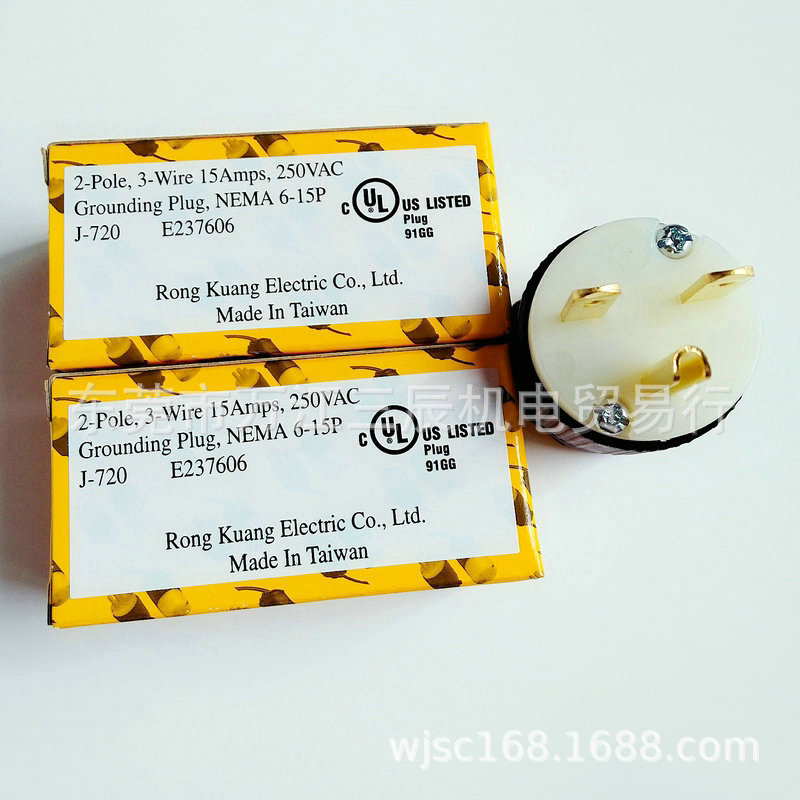 2-Pole, 3-Wire 15Amps, 250VAC
Grounding Plug, NEMA 6-15P
J-720 E237606
C UL US LISTED
Plug
91GG
Rong Kuang Electric Co., Ltd.
Made In Taiwan
东莞市万江三辰机电贸易行
2-Pole, 3-Wire 15Amps, 250VAC
Grounding Plug, NEMA 6-15P
J-720 E237606
C UL US LISTED
Plug
91GG
Rong Kuang Electric Co., Ltd.
Made In Taiwan
wjsc168.1688.com